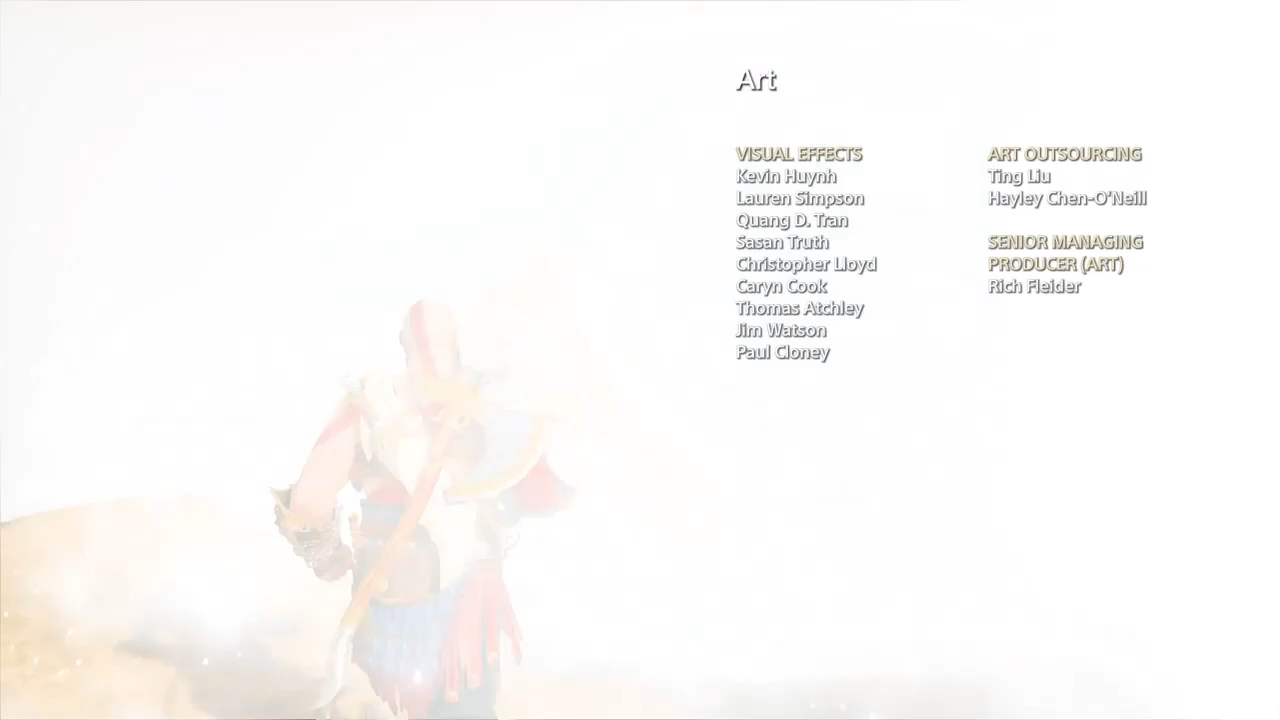 Art
VISUAL EFFECTS
Kevin Huynh
Lauren Simpson
Quang D. Tran
Sasan Truth
Christopher Lloyd
Caryn Cook
Thomas Atchley
Jim Watson
Paul Cloney
ART OUTSOURCING
Ting Liu
Hayley Chen-O'Neill
SENIOR MANAGING
PRODUCER (ART)
Rich Fleider